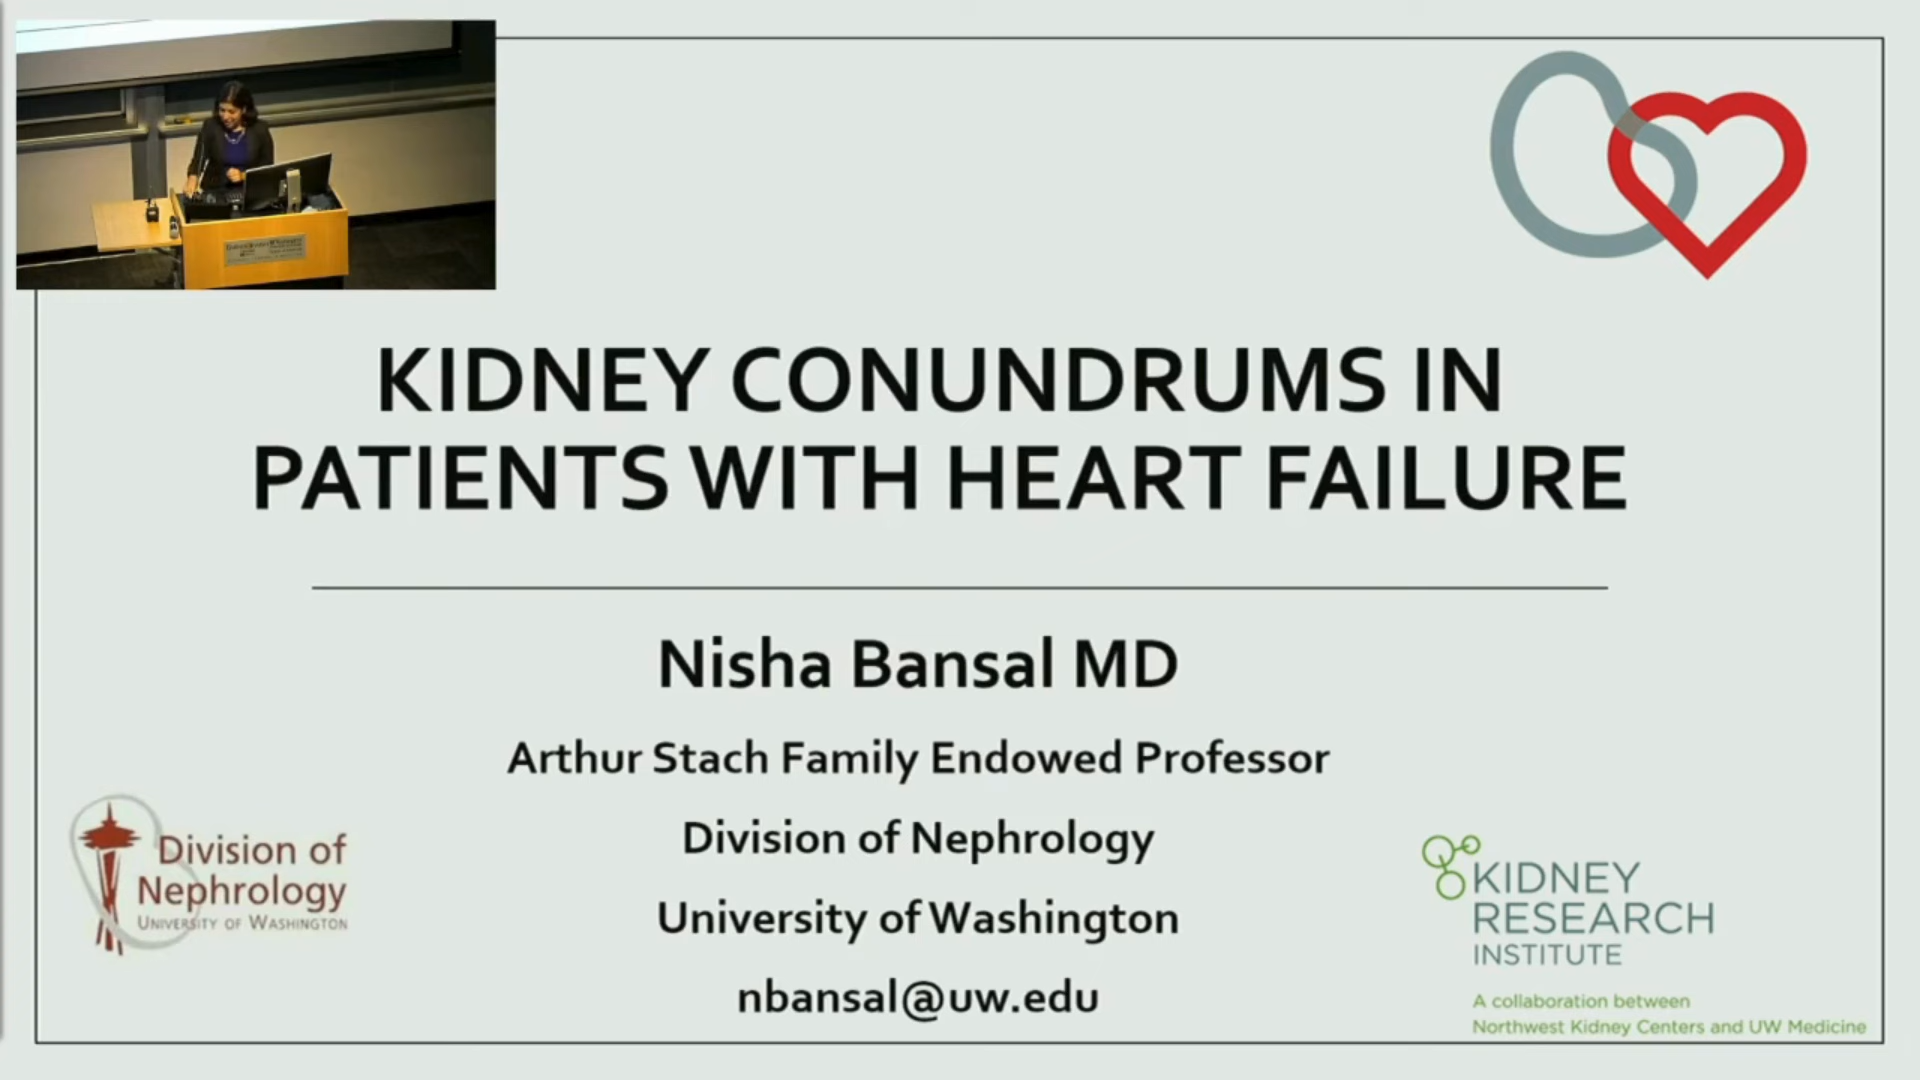 KIDNEY CONUNDRUMS IN
PATIENTS WITH HEART FAILURE
Nisha Bansal MD
Arthur Stach Family Endowed Professor
Division of Nephrology
University of Washington
nbansal@uw.edu
Division of
Nephrology
UNIVERSITY OF WASHINGTON
KIDNEY
RESEARCH
INSTITUTE
A collaboration between
Northwest Kidney Centers and UW Medicine